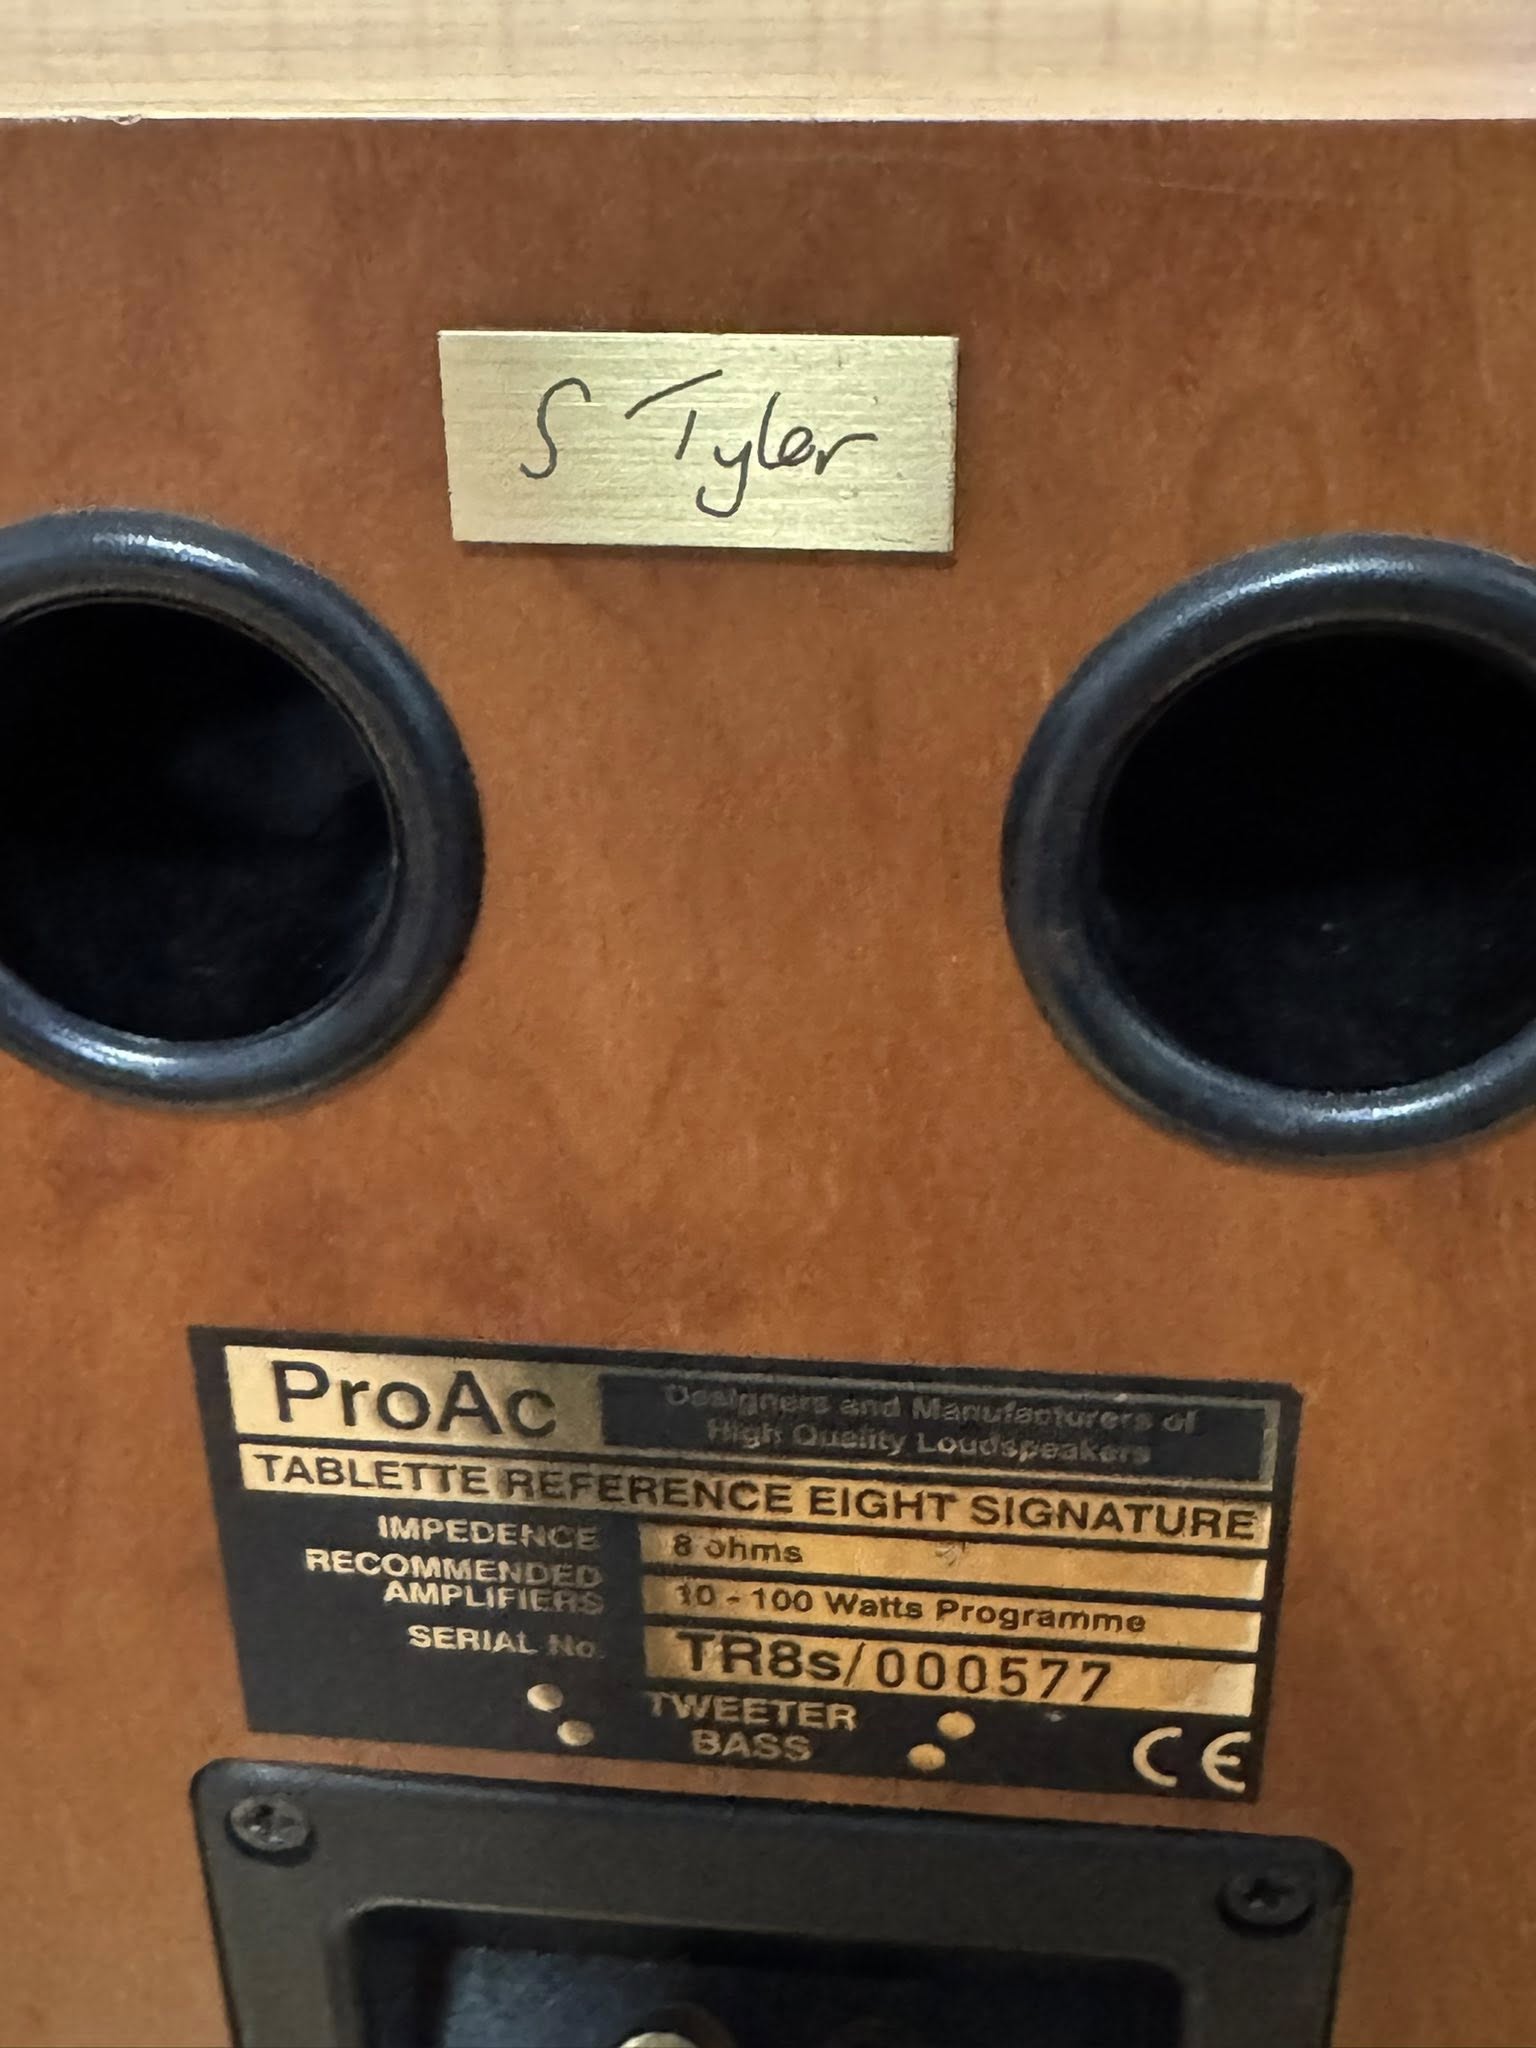 S Tyler
ProAc
Designers and Manufacturers of
High Quality Loudspeakers
TABLETTE REFERENCE EIGHT SIGNATURE
IMPEDENCE 8 ohms
RECOMMENDED
AMPLIFIERS 10 - 100 Watts Programme
SERIAL No. TR8s/000577
TWEETER
BASS
CE